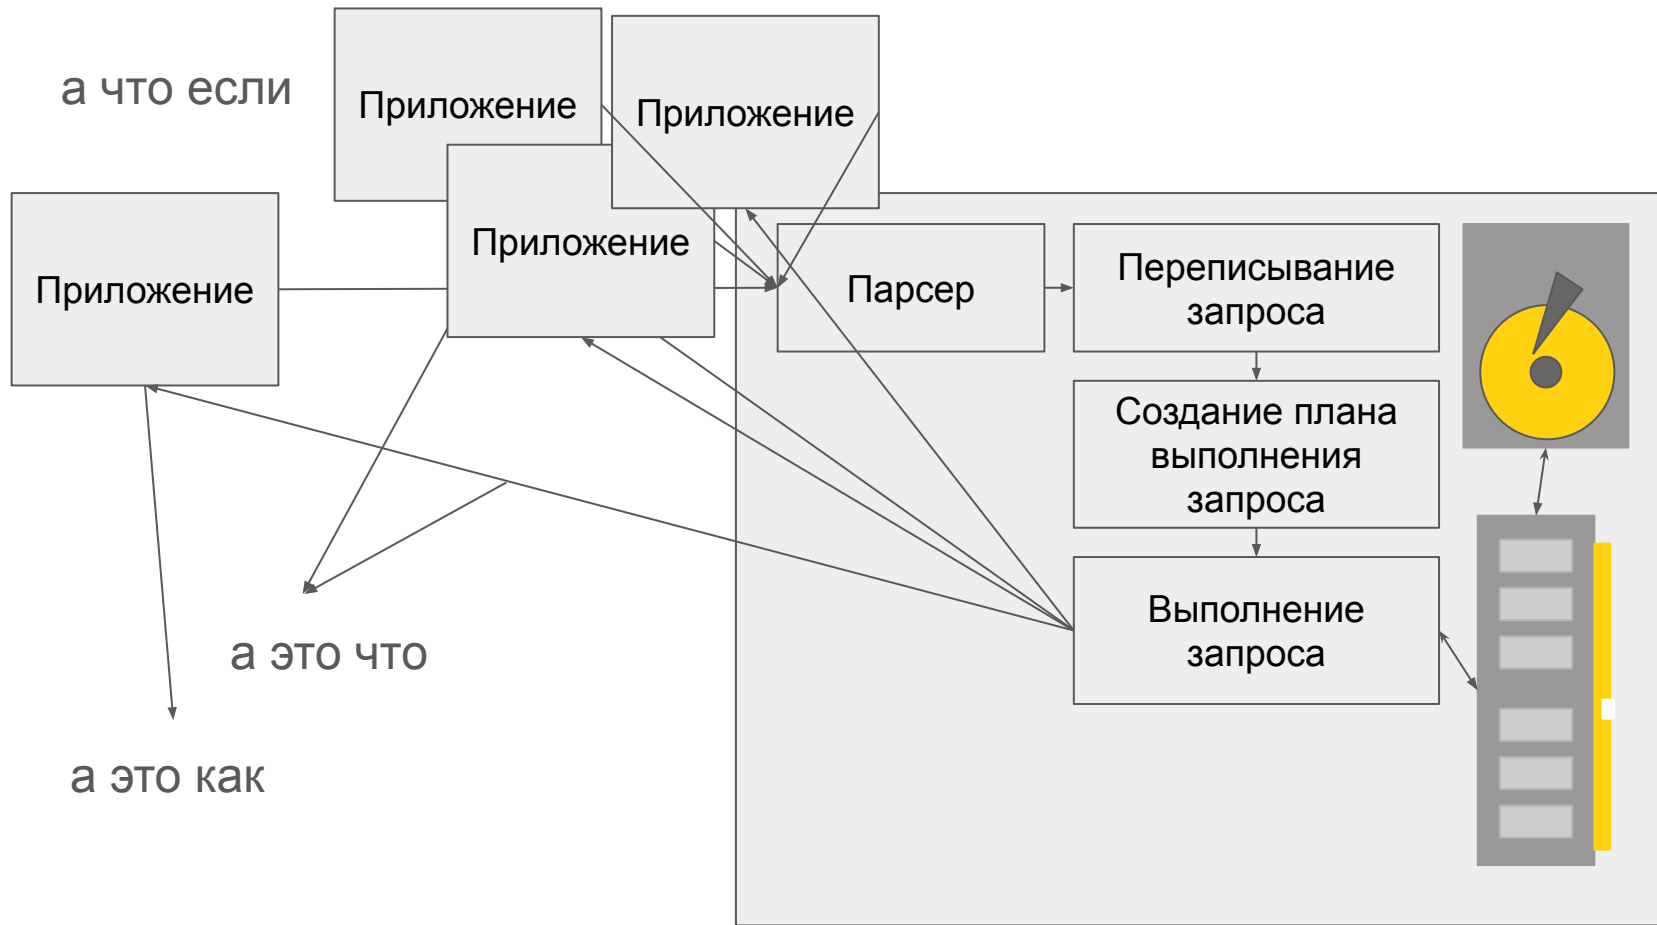 а что если
Приложение
Приложение
Приложение
Приложение
Парсер
Переписывание
запроса
Создание плана
выполнения
запроса
Выполнение
запроса
а это что
а это как